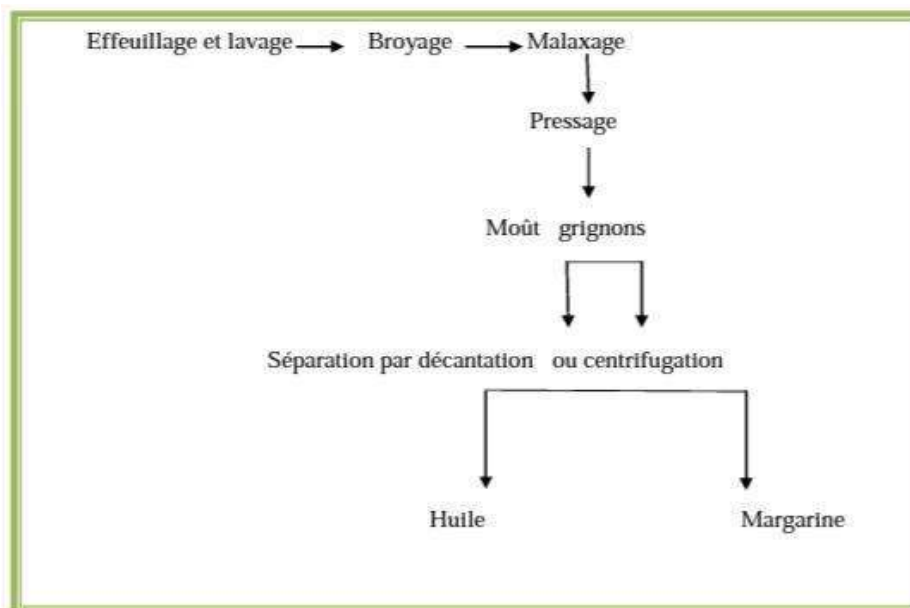 Effeuillage et lavage Broyage Malaxage
Pressage
Moût grignons
Séparation par décantation ou centrifugation
Huile Margarine